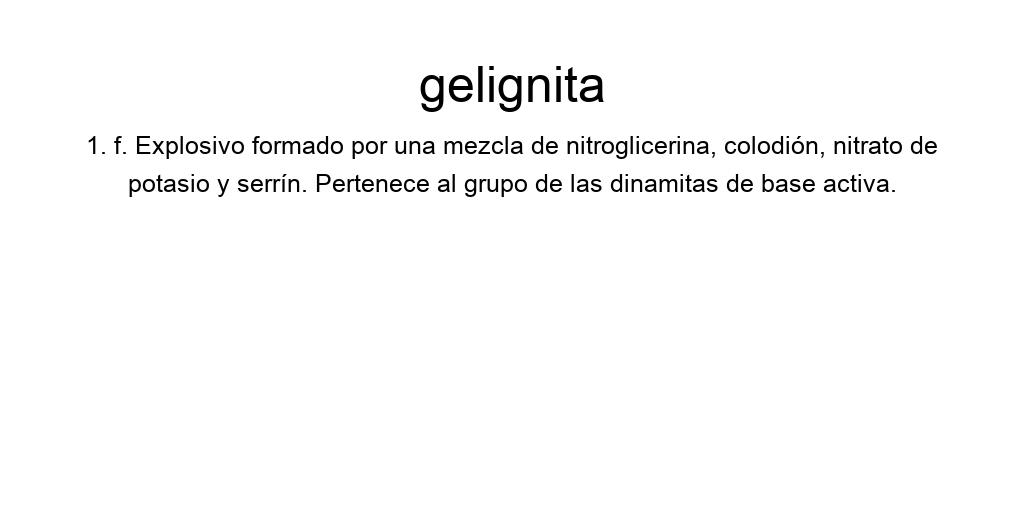 gelignita
1. f. Explosivo formado por una mezcla de nitroglicerina, colodión, nitrato de
potasio y serrín. Pertenece al grupo de las dinamitas de base activa.